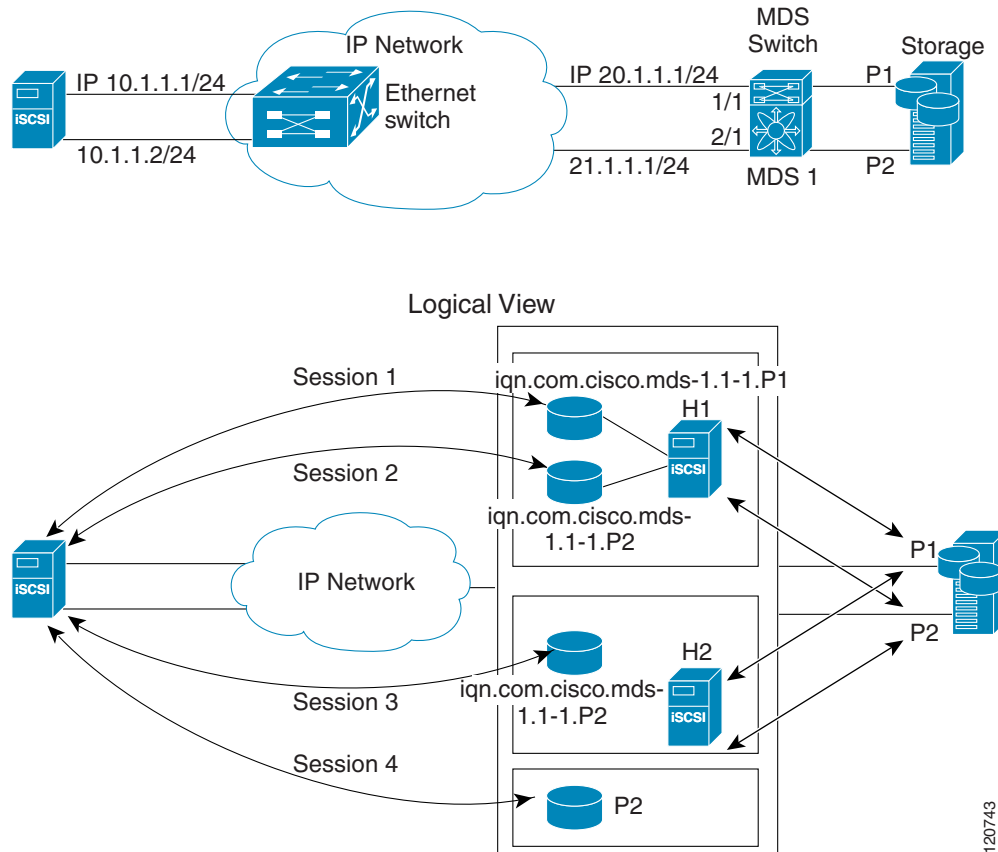 MDS
Switch
Storage
IP Network
IP 10.1.1.1/24
IP 20.1.1.1/24
P1
1/1
Ethernet
switch
iSCSI
2/1
10.1.1.2/24
21.1.1.1/24
MDS 1
P2
Logical View
Session 1
iqn.com.cisco.mds-1.1-1.P1
H1
Session 2
iSCSI
iqn.com.cisco.mds-
1.1-1.P2
P1
IP Network
iSCSI
P2
H2
Session 3
iqn.com.cisco.mds-
1.1-1.P2
iSCSI
Session 4
P2
120743